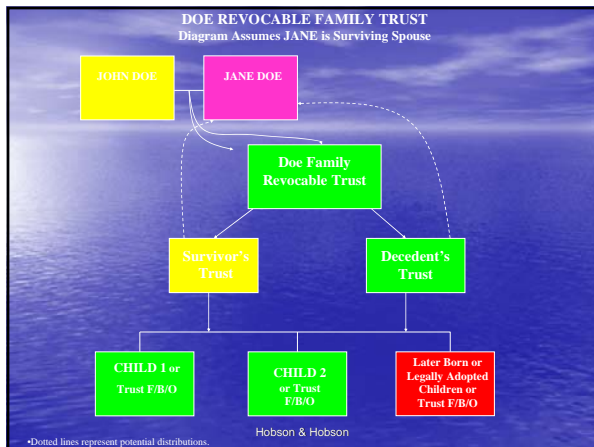 DOE REVOCABLE FAMILY TRUST
Diagram Assumes JANE is Surviving Spouse
JOHN DOE
JANE DOE
Doe Family
Revocable Trust
Survivor's
Trust
Decedent's
Trust
CHILD 1 or
Trust F/B/O
CHILD 2
or Trust
F/B/O
Later Born or
Legally Adopted
Children or
Trust F/B/O
Hobson & Hobson
•Dotted lines represent potential distributions.